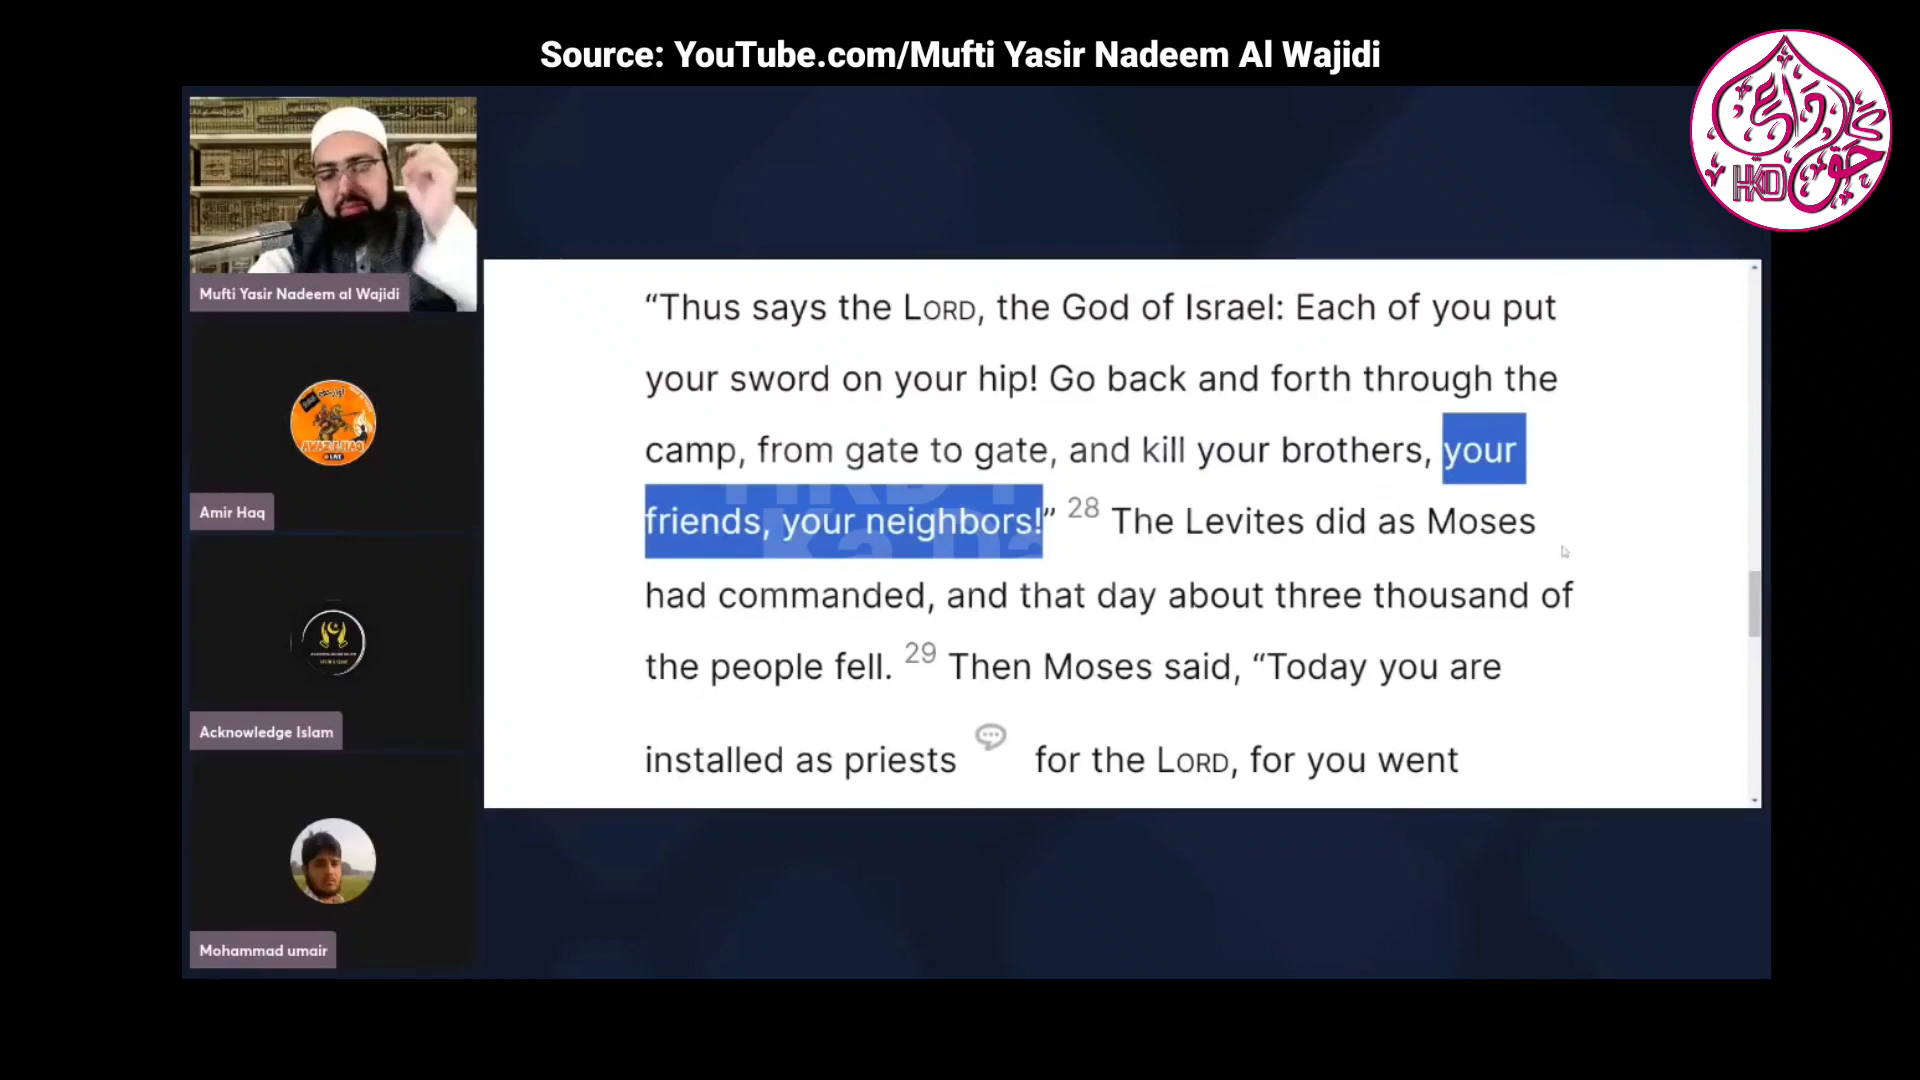 Source: YouTube.com/Mufti Yasir Nadeem Al Wajidi
HKD
Mufti Yasir Nadeem al Wajidi
“Thus says the LORD, the God of Israel: Each of you put
your sword on your hip! Go back and forth through the
camp, from gate to gate, and kill your brothers, your
friends, your neighbors!” 28 The Levites did as Moses
had commanded, and that day about three thousand of
the people fell. 29 Then Moses said, “Today you are
installed as priests for the LORD, for you went
AWAZ-E-HAQ
LIVE
Amir Haq
Acknowledge Islam
Mohammad umair